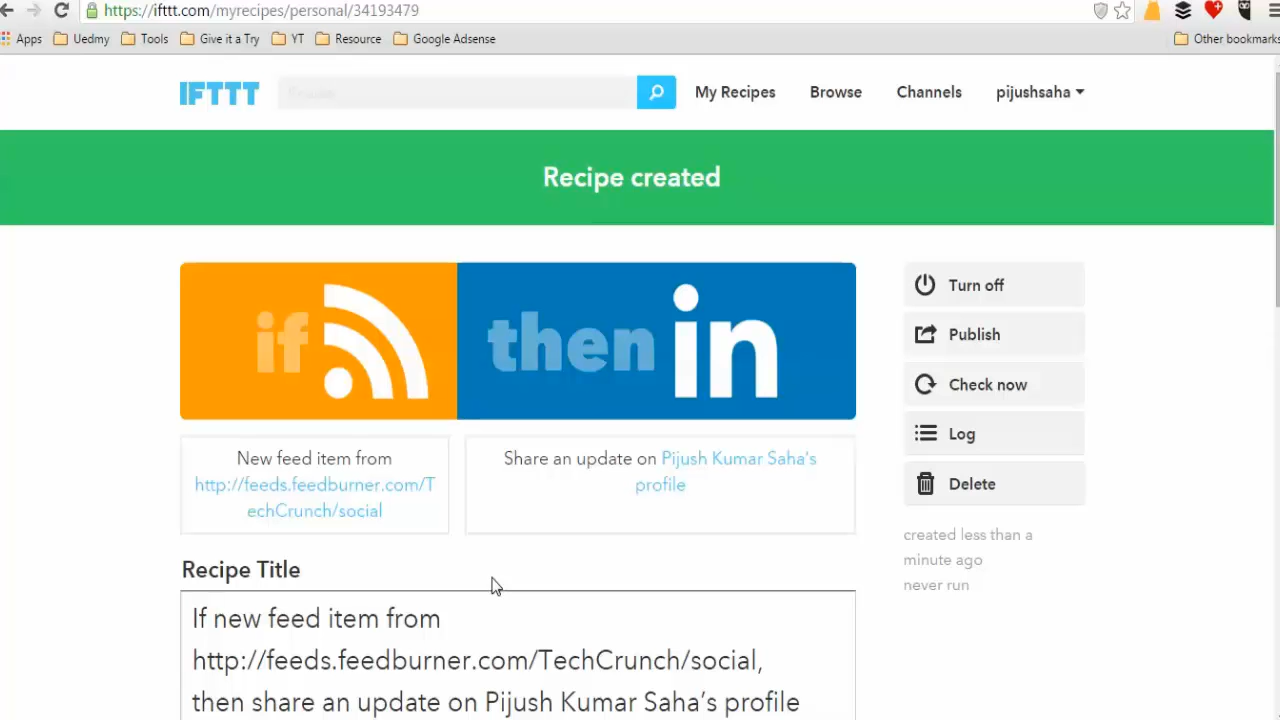 https://ifttt.com/myrecipes/personal/34193479
Apps Uedmy Tools Give it a Try YT Resource Google Adsense Other bookmarks
IFTTT
My Recipes Browse Channels pijushsaha
Recipe created
if then in
New feed item from
http://feeds.feedburner.com/T
echCrunch/social
Share an update on Pijush Kumar Saha's
profile
Turn off
Publish
Check now
Log
Delete
created less than a
minute ago
never run
Recipe Title
If new feed item from
http://feeds.feedburner.com/TechCrunch/social,
then share an update on Pijush Kumar Saha’s profile